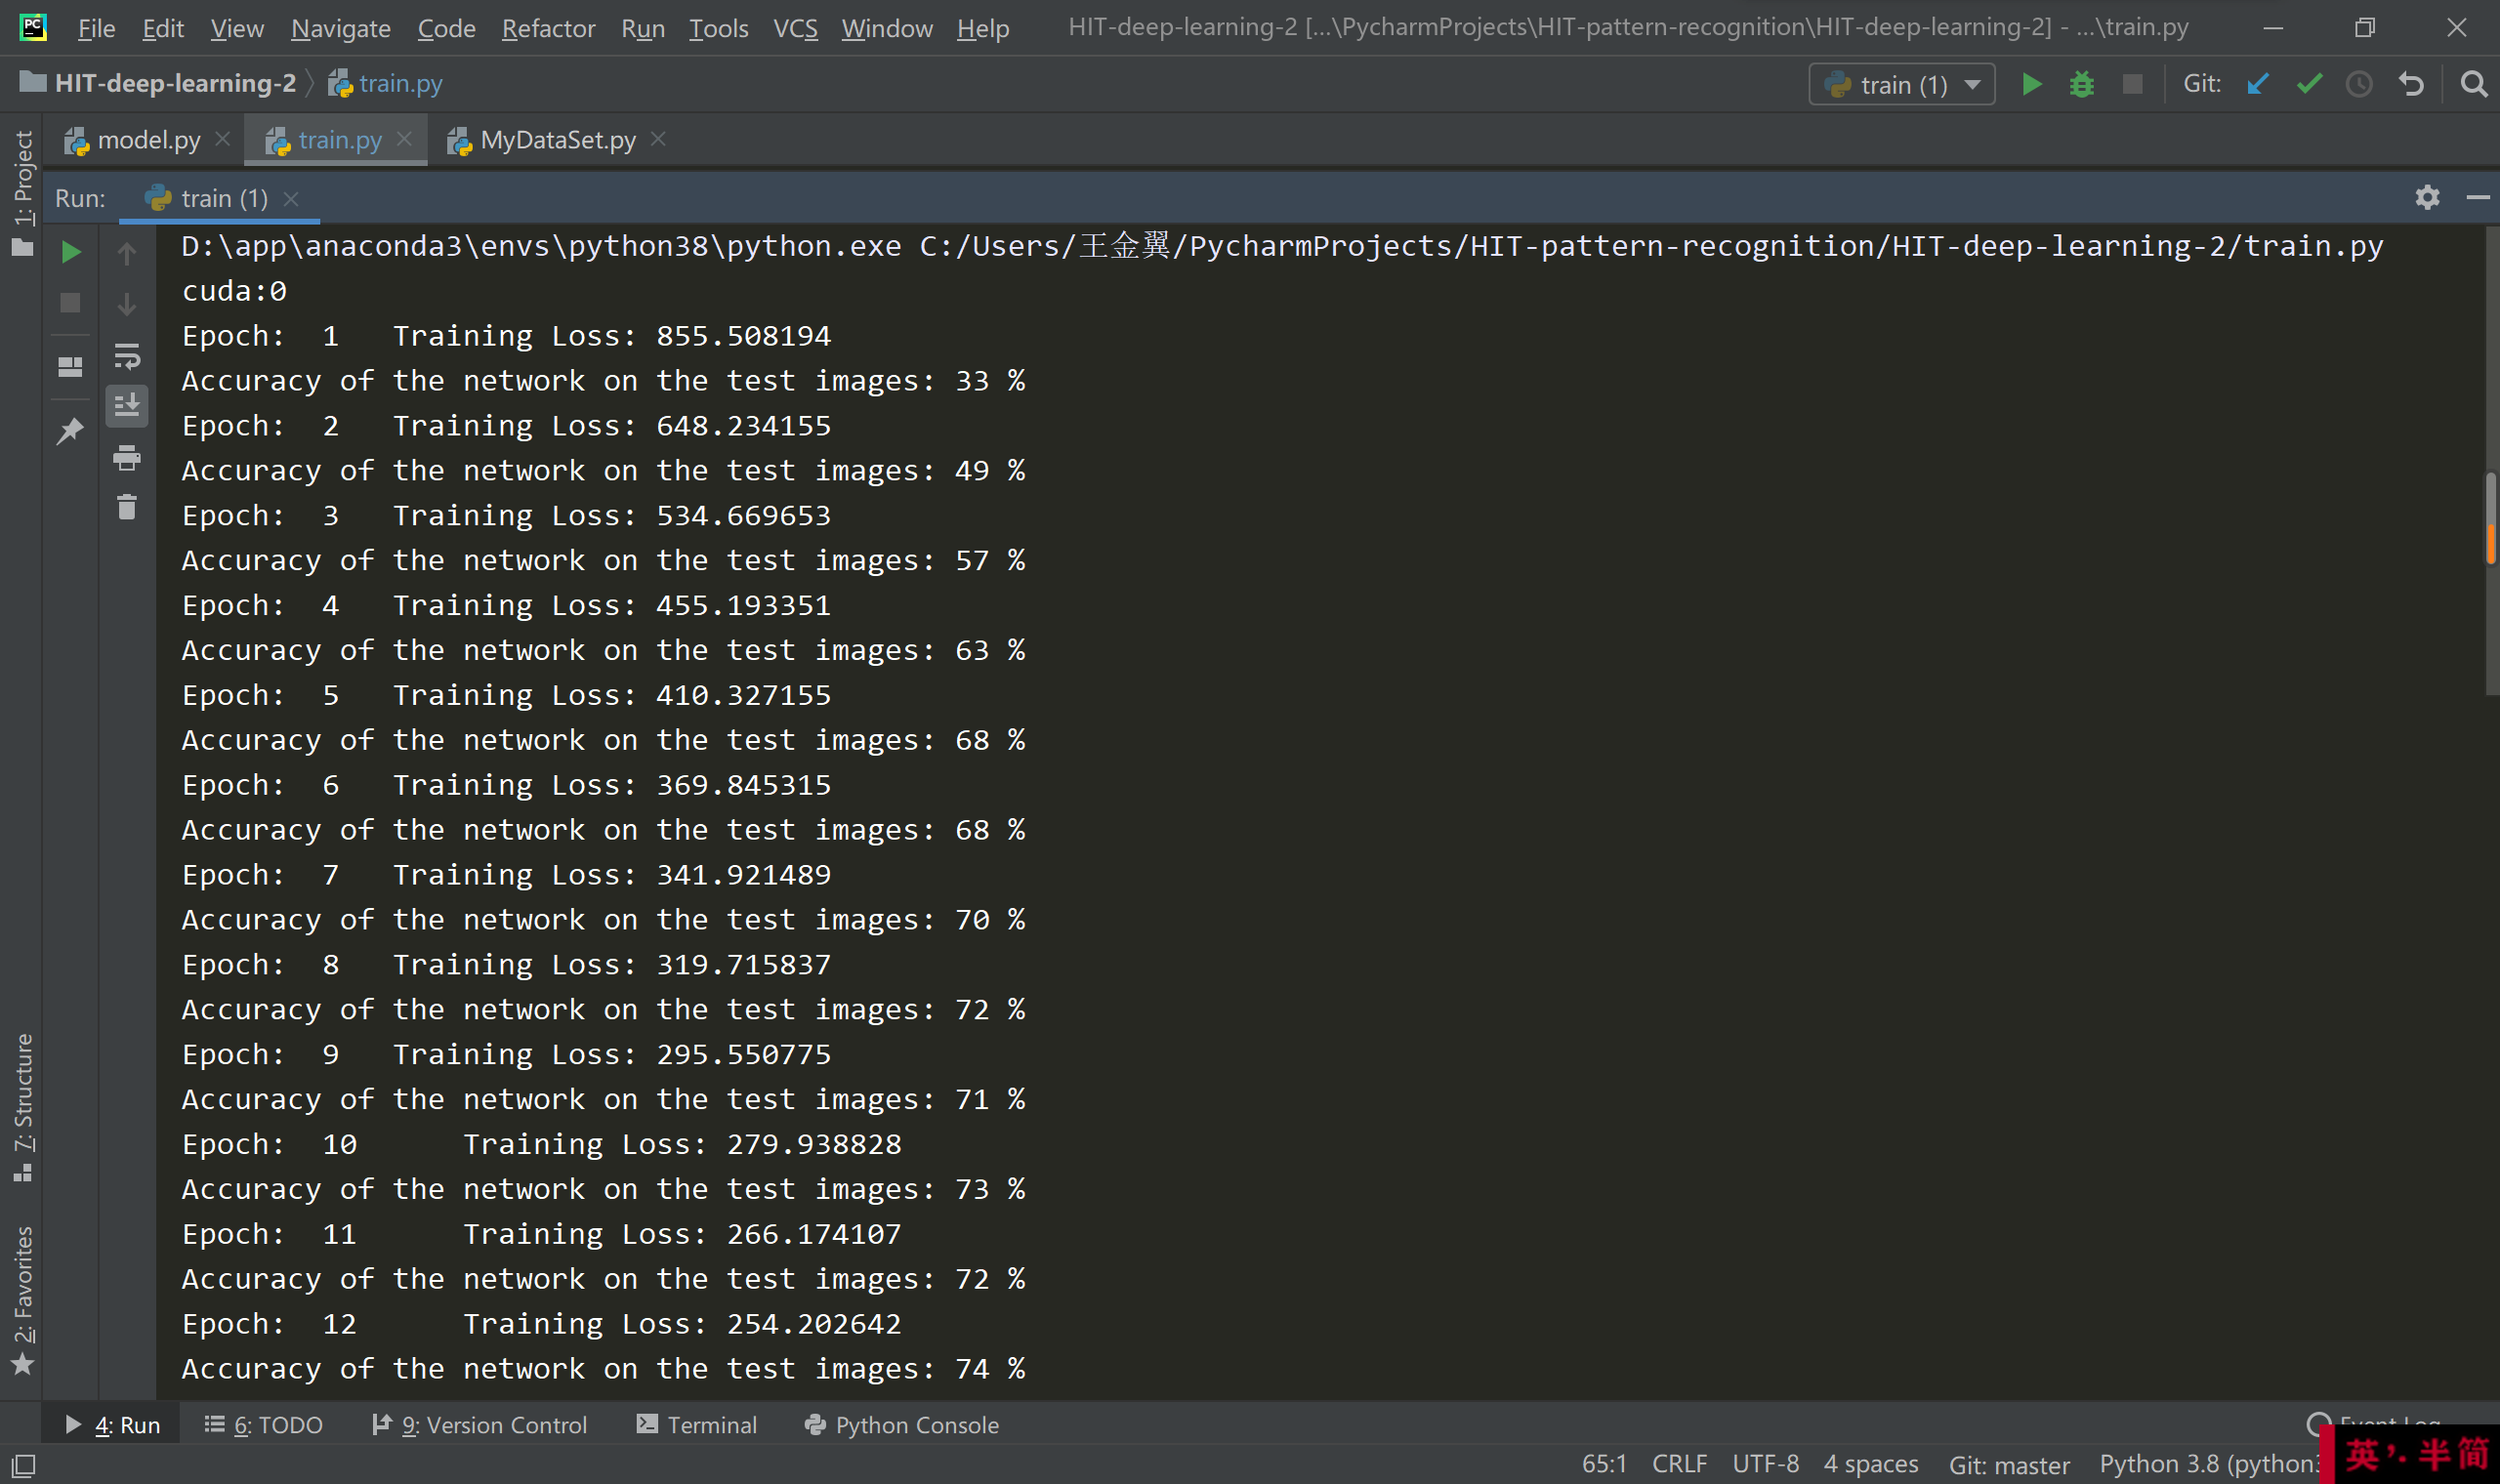 PC File Edit View Navigate Code Refactor Run Tools VCS Window Help HIT-deep-learning-2 [...\PycharmProjects\HIT-pattern-recognition\HIT-deep-learning-2] - ...\train.py
HIT-deep-learning-2 train.py train (1) Git:
model.py train.py MyDataSet.py
1: Project
Run: train (1)
D:\app\anaconda3\envs\python38\python.exe C:/Users/王金翼/PycharmProjects/HIT-pattern-recognition/HIT-deep-learning-2/train.py
cuda:0
Epoch:  1   Training Loss: 855.508194
Accuracy of the network on the test images: 33 %
Epoch:  2   Training Loss: 648.234155
Accuracy of the network on the test images: 49 %
Epoch:  3   Training Loss: 534.669653
Accuracy of the network on the test images: 57 %
Epoch:  4   Training Loss: 455.193351
Accuracy of the network on the test images: 63 %
Epoch:  5   Training Loss: 410.327155
Accuracy of the network on the test images: 68 %
Epoch:  6   Training Loss: 369.845315
Accuracy of the network on the test images: 68 %
Epoch:  7   Training Loss: 341.921489
Accuracy of the network on the test images: 70 %
Epoch:  8   Training Loss: 319.715837
Accuracy of the network on the test images: 72 %
Epoch:  9   Training Loss: 295.550775
Accuracy of the network on the test images: 71 %
Epoch:  10      Training Loss: 279.938828
Accuracy of the network on the test images: 73 %
Epoch:  11      Training Loss: 266.174107
Accuracy of the network on the test images: 72 %
Epoch:  12      Training Loss: 254.202642
Accuracy of the network on the test images: 74 %
7: Structure
2: Favorites
4: Run 6: TODO 9: Version Control Terminal Python Console Event Log
65:1 CRLF UTF-8 4 spaces Git: master Python 3.8 (python
英 半 简